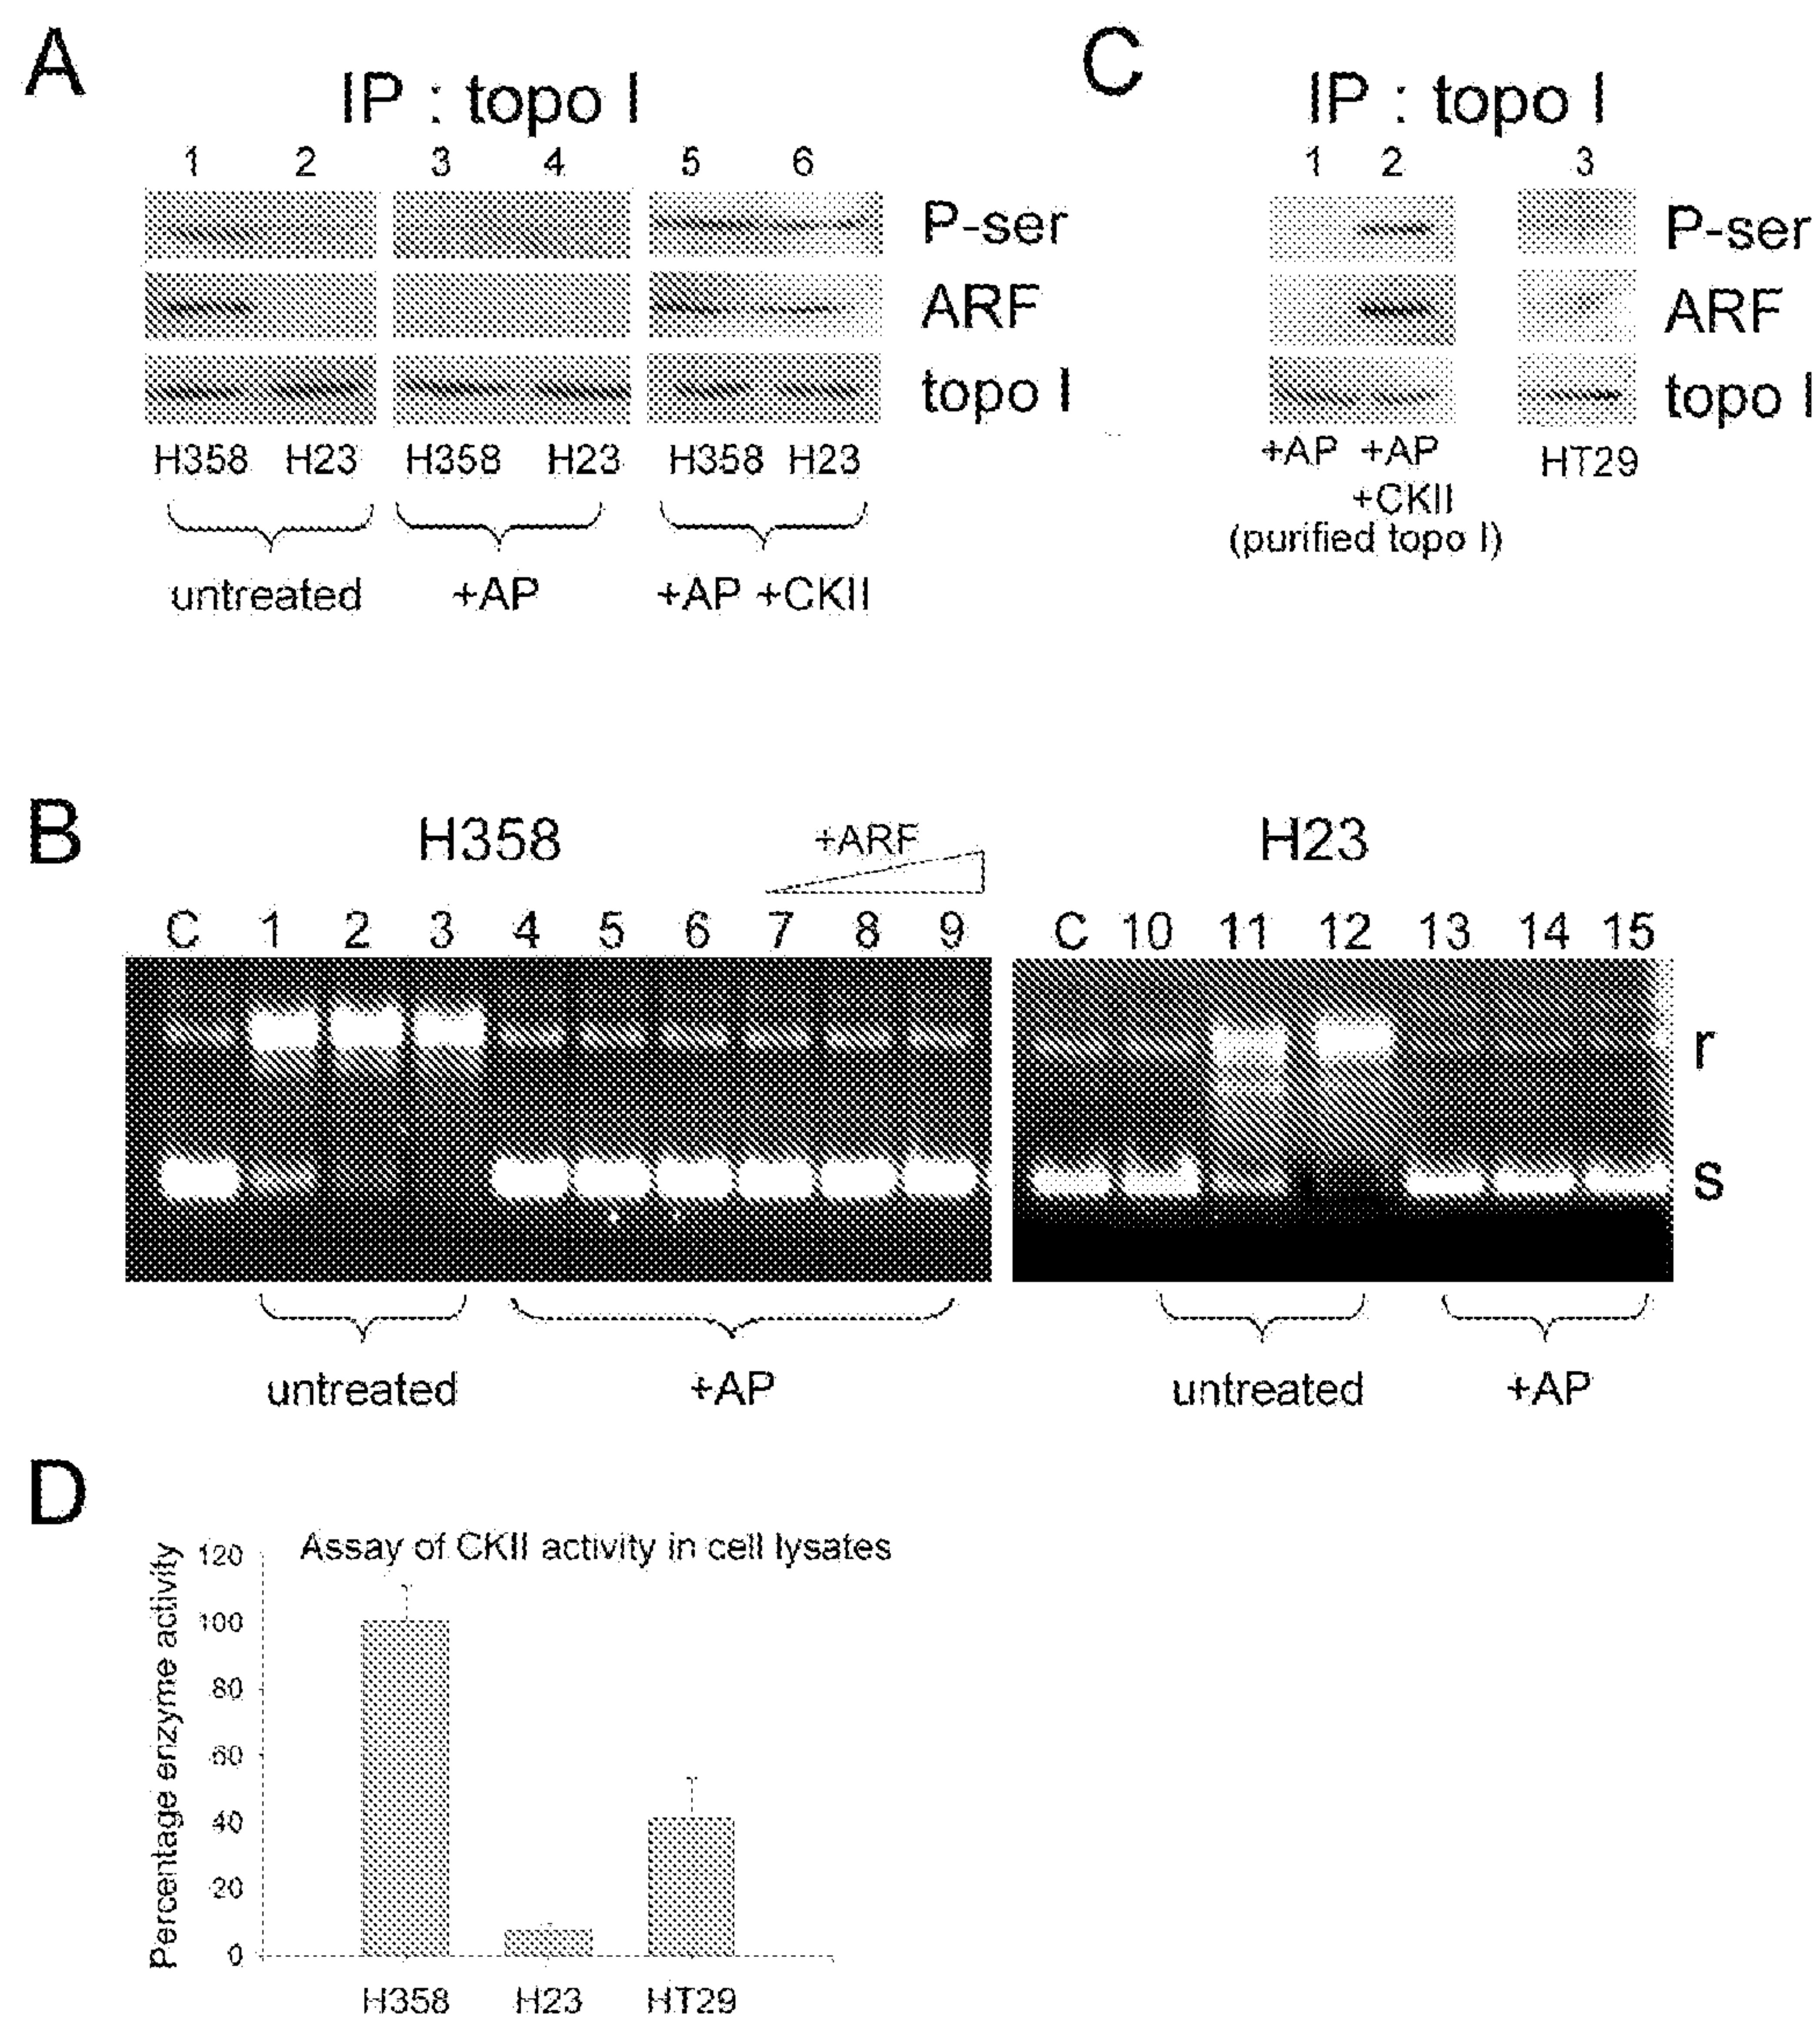 A
IP : topo I
1 2 3 4 5 6
P-ser
ARF
topo I
H358 H23 H358 H23 H358 H23
untreated +AP +AP +CKII
C
IP : topo I
1 2 3
P-ser
ARF
topo I
+AP +AP HT29
+CKII
(purified topo I)
B
H358 +ARF H23
C 1 2 3 4 5 6 7 8 9 C 10 11 12 13 14 15
r
s
untreated +AP untreated +AP
D
Assay of CKII activity in cell lysates
Percentage enzyme activity
120
100
80
60
40
20
0
H358 H23 HT29